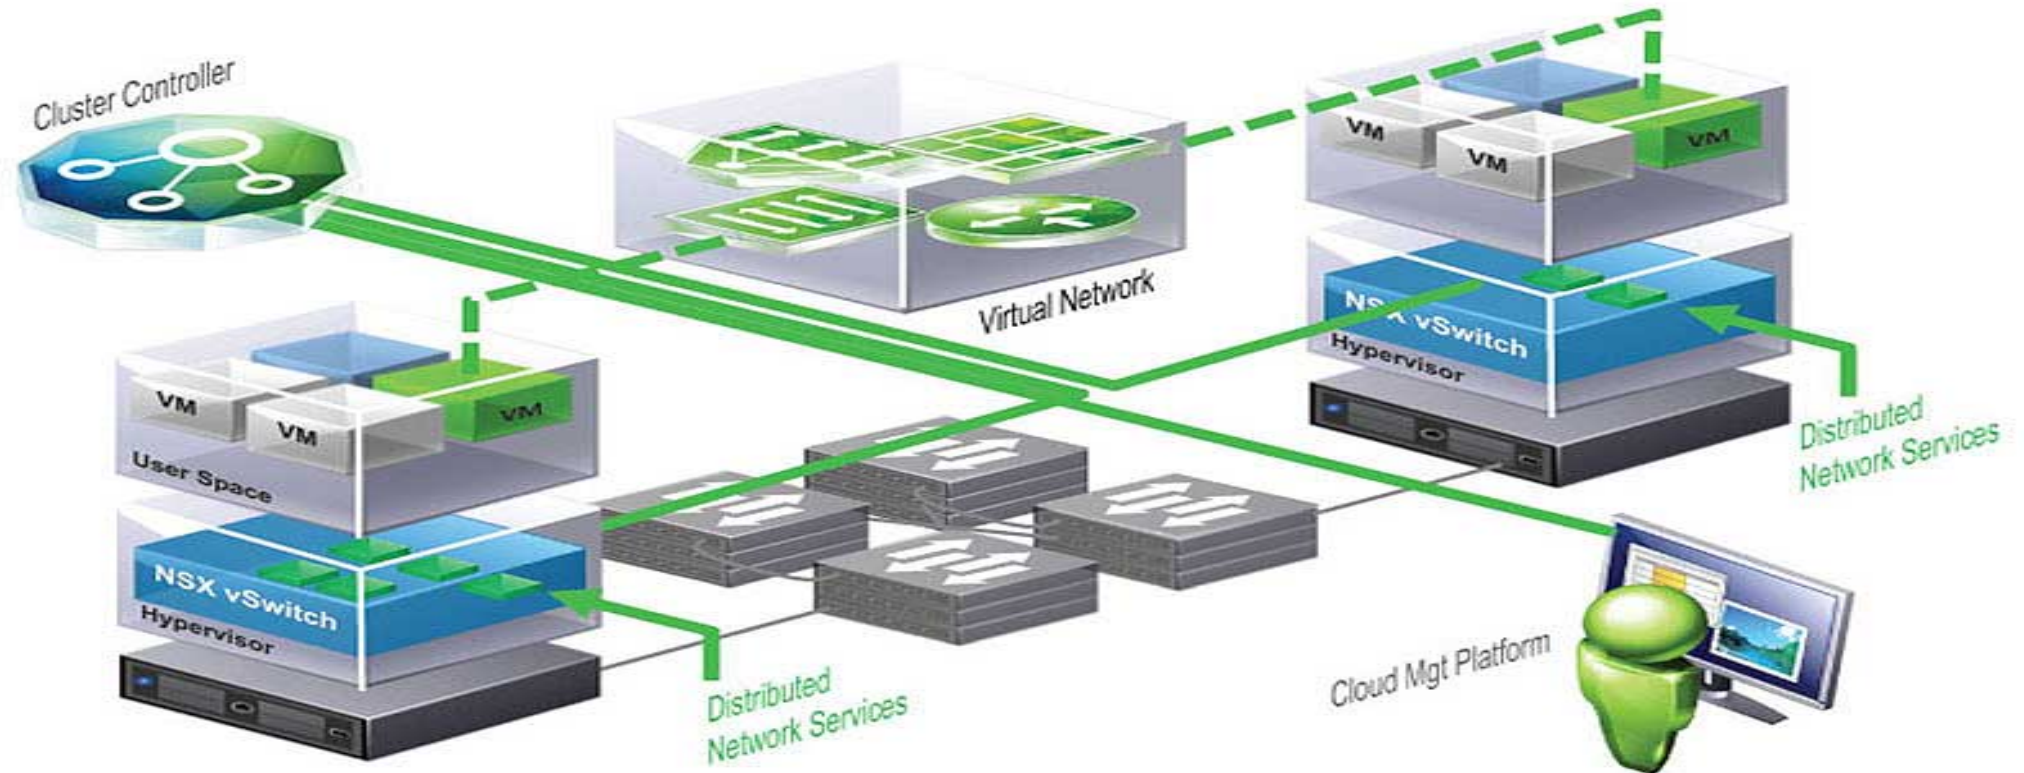 Cluster Controller
Virtual Network
VM
VM
VM
NSX vSwitch
Hypervisor
Distributed
Network Services
VM
VM
VM
User Space
NSX vSwitch
Hypervisor
Distributed
Network Services
Cloud Mgt Platform